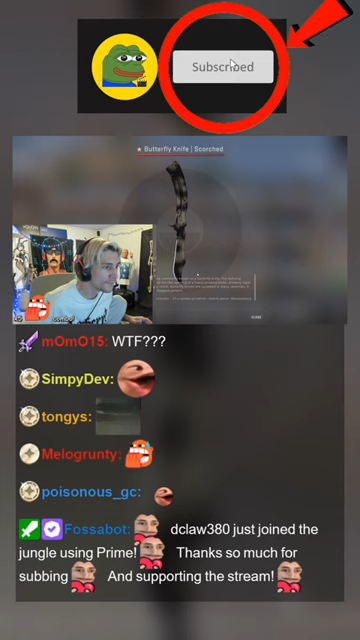 Subscribed
★ Butterfly Knife | Scorched
mOmO15: WTF???
SimpyDev:
tongys:
Melogrunty:
poisonous_gc:
Fossabot: dclaw380 just joined the
jungle using Prime! Thanks so much for
subbing And supporting the stream!